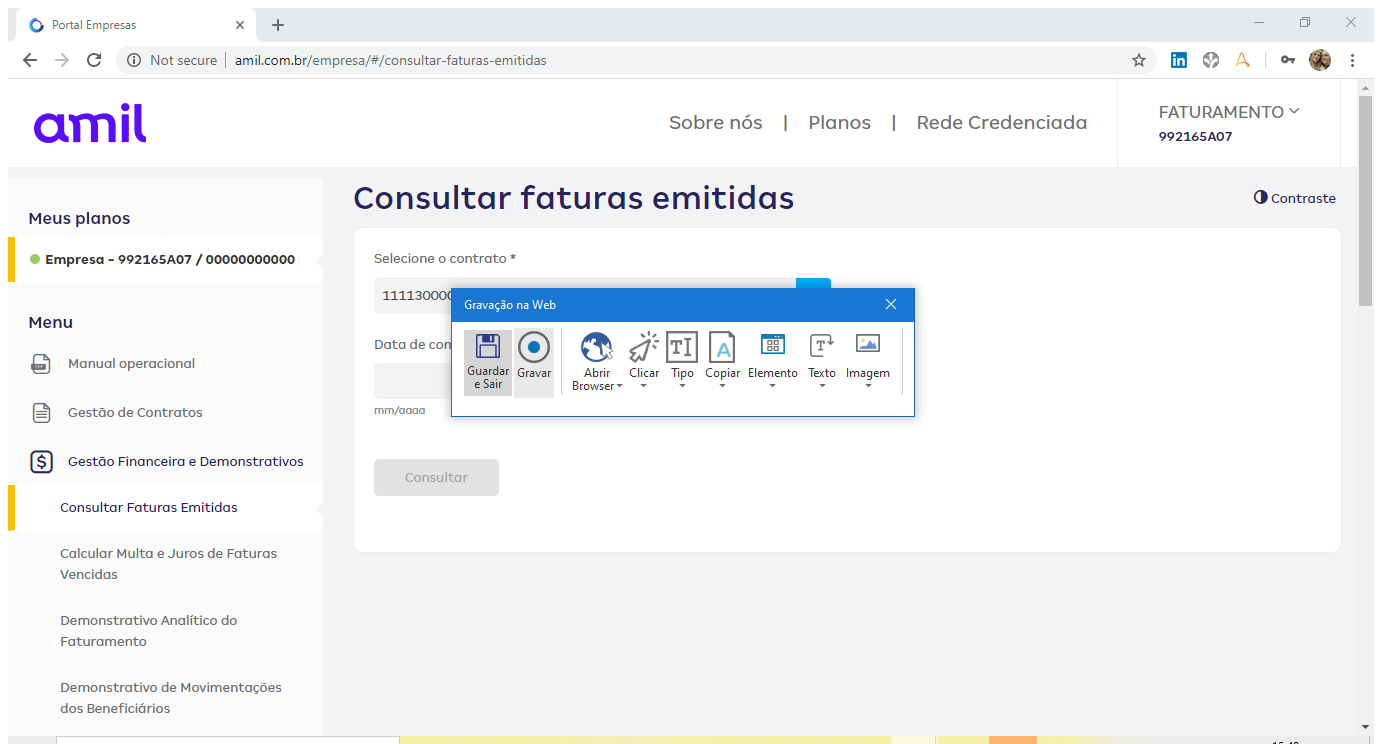 Portal Empresas
Not secure
amil.com.br/empresa/#/consultar-faturas-emitidas
in
amil
Sobre nós | Planos | Rede Credenciada
FATURAMENTO
992165A07
Meus planos
Empresa - 992165A07 / 00000000000
Menu
Manual operacional
Gestão de Contratos
Gestão Financeira e Demonstrativos
Consultar Faturas Emitidas
Calcular Multa e Juros de Faturas
Vencidas
Demonstrativo Analítico do
Faturamento
Demonstrativo de Movimentações
dos Beneficiários
Consultar faturas emitidas
Contraste
Selecione o contrato *
Data de
mm/aaaa
Consultar
Gravação na Web
Guardar
e Sair
Gravar
Abrir
Browser
Clicar
Tipo
Copiar
Elemento
Texto
Imagem